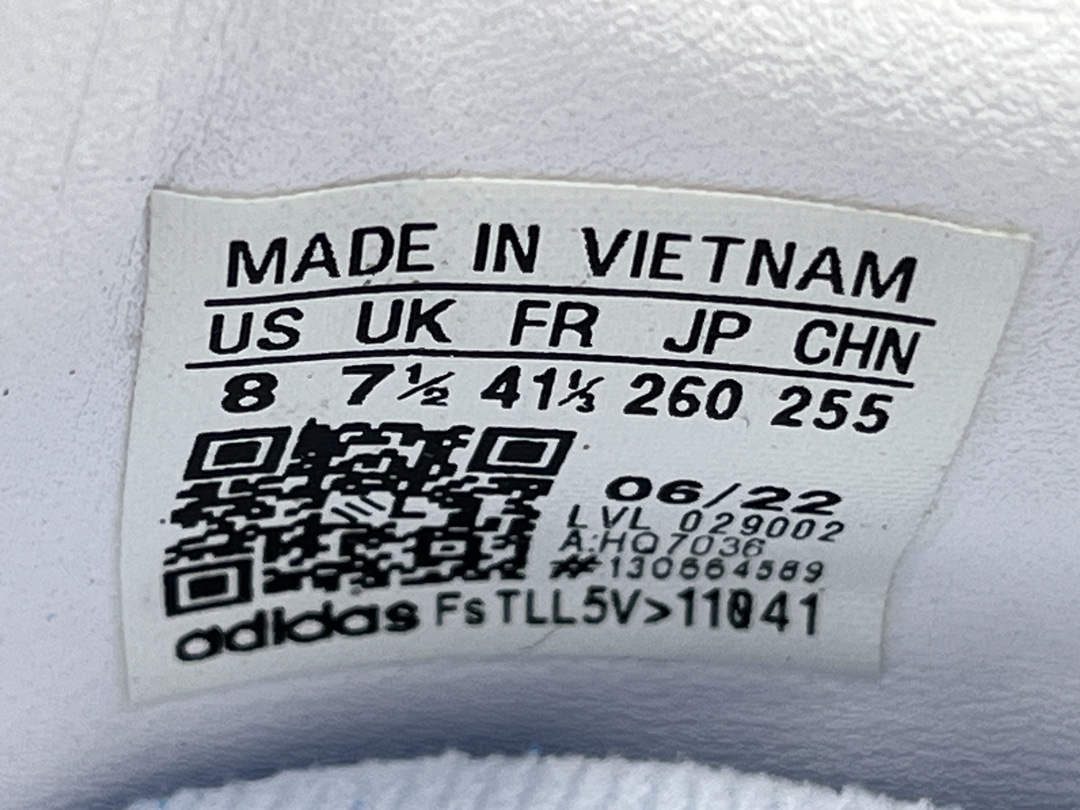 MADE IN VIETNAM
US UK FR JP CHN
8 7½ 41⅓ 260 255
06/22
LVL 029002
A:HQ7036
#130664589
adidas FsTLL5V>11041